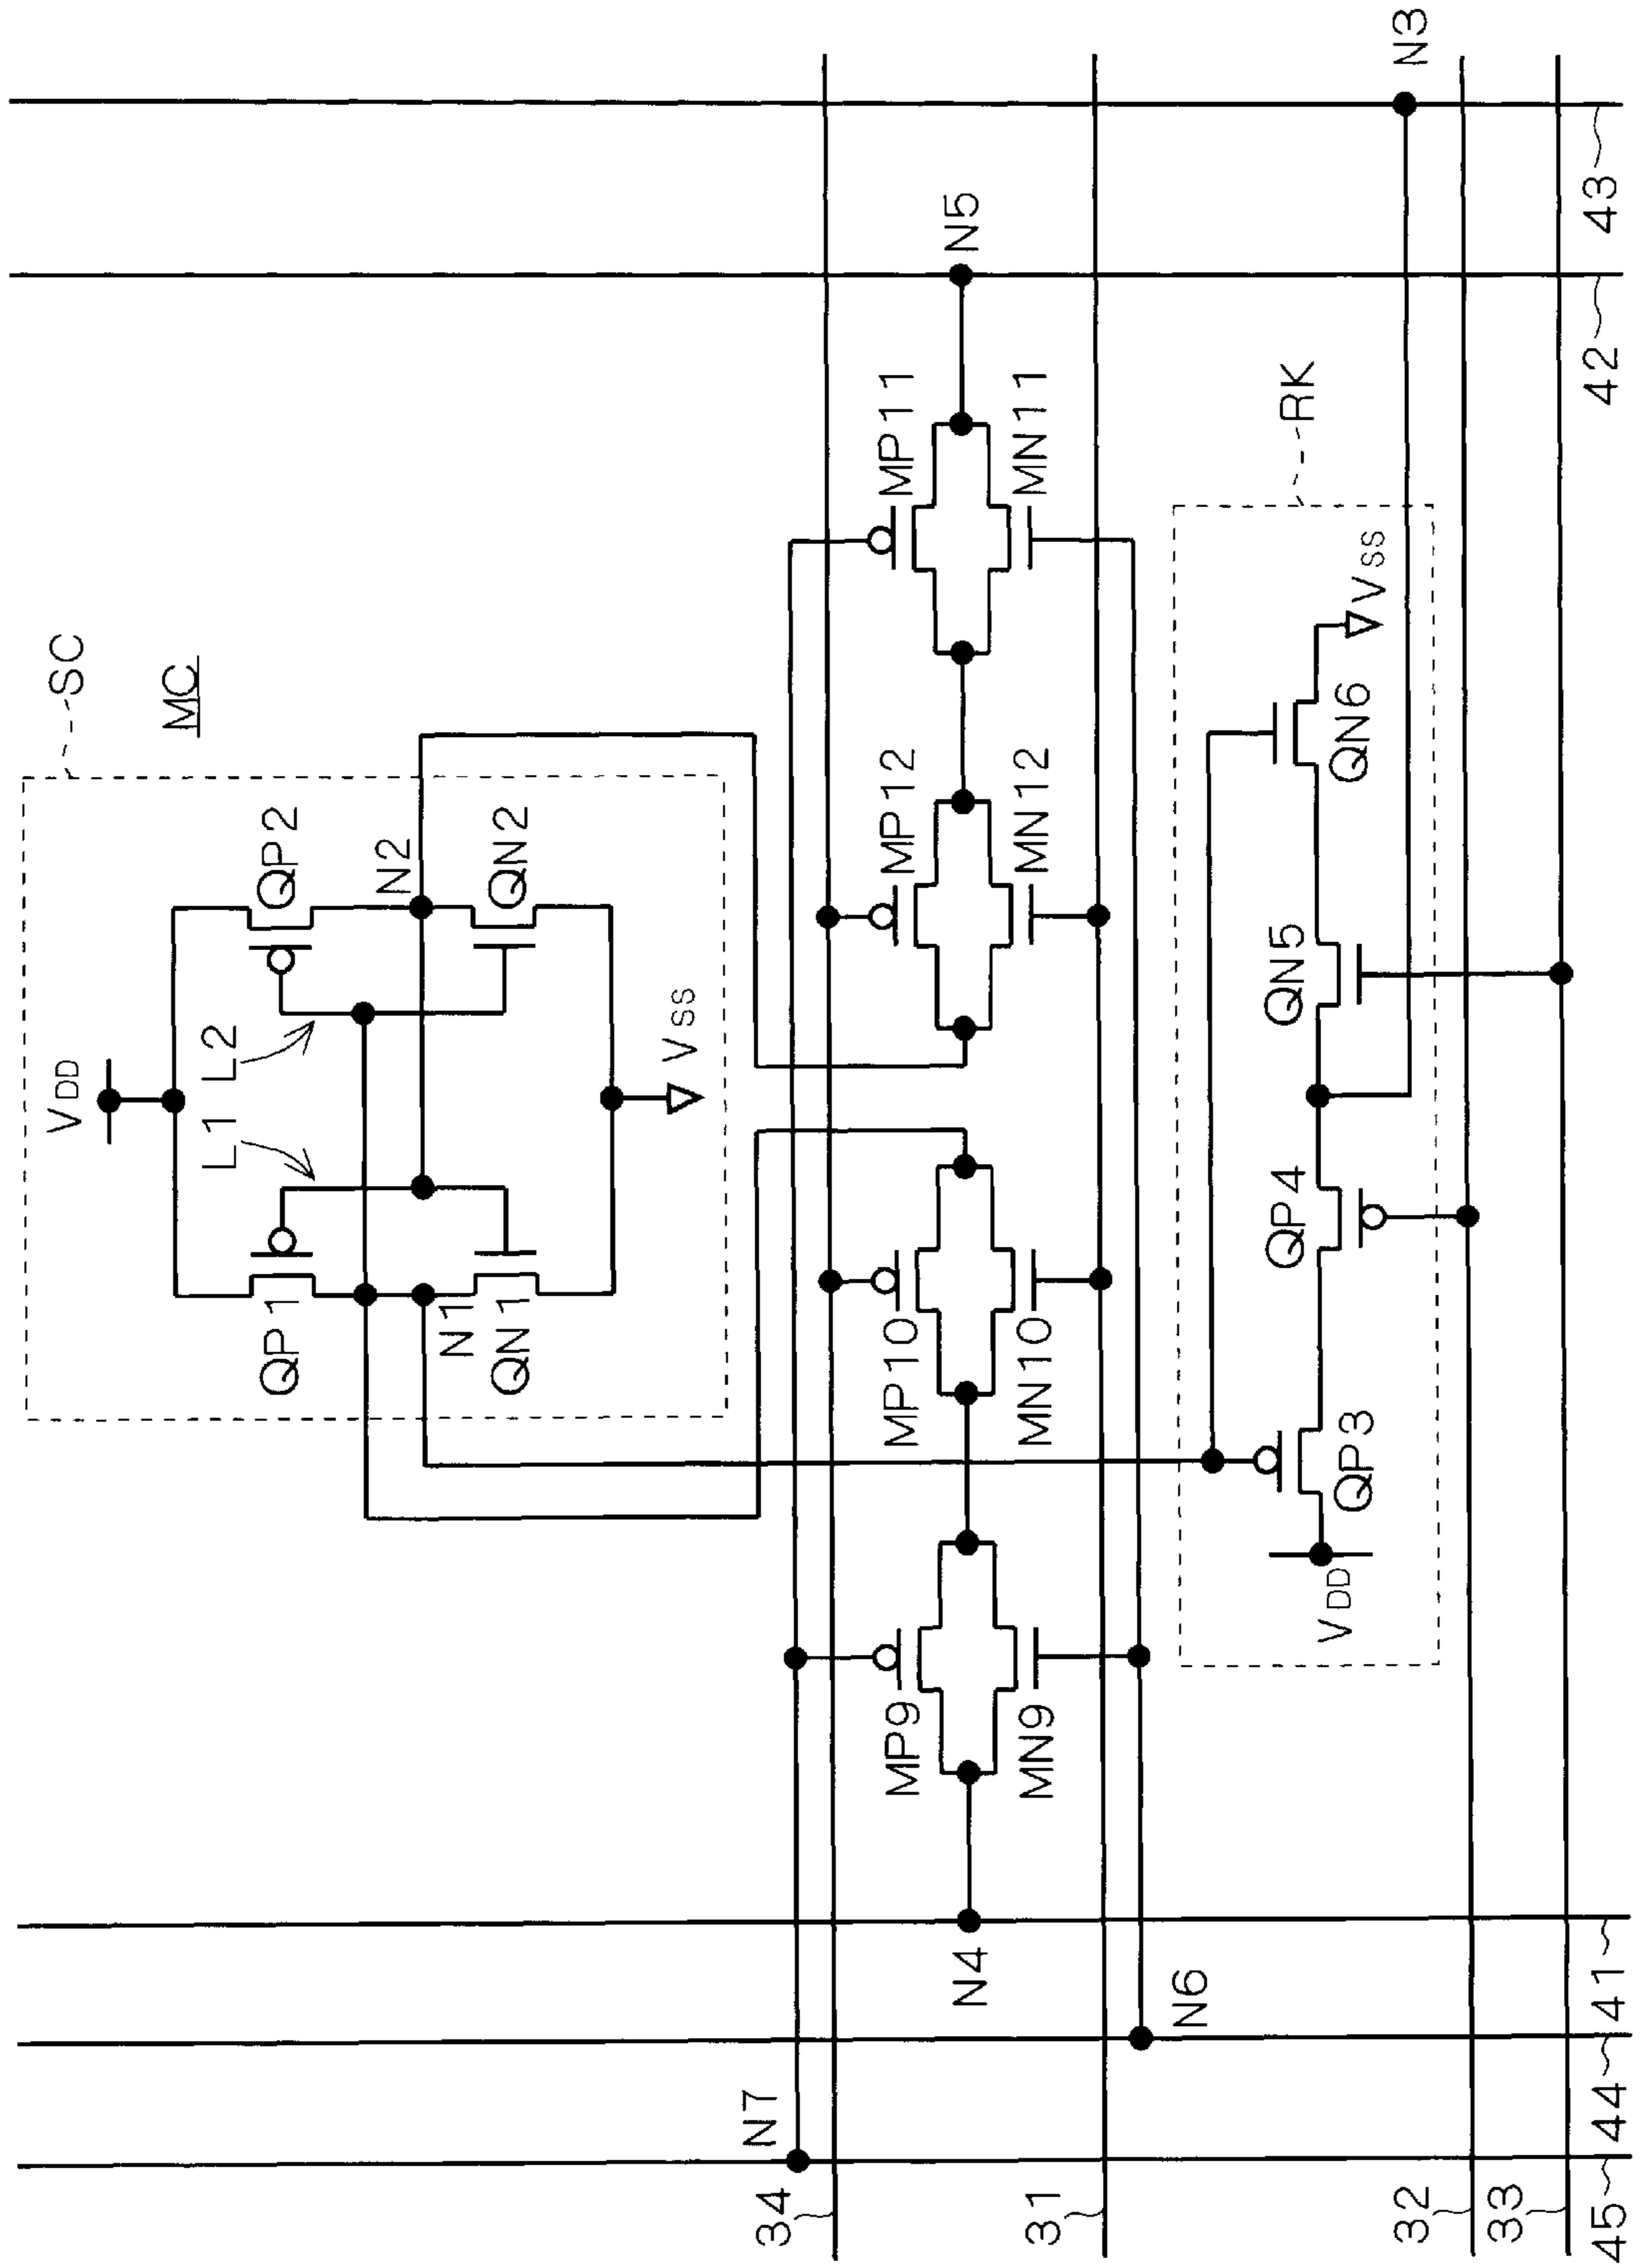 SC
MC
VDD
L1
L2
QP1
QP2
N1
N2
QN1
QN2
VSS
N7
34
MP9
MP10
MP12
MP11
N4
N5
MN9
MN10
MN12
MN11
31
N6
RK
VDD
QP3
QP4
QN5
QN6
VSS
N3
32
33
45
44
41
42
43